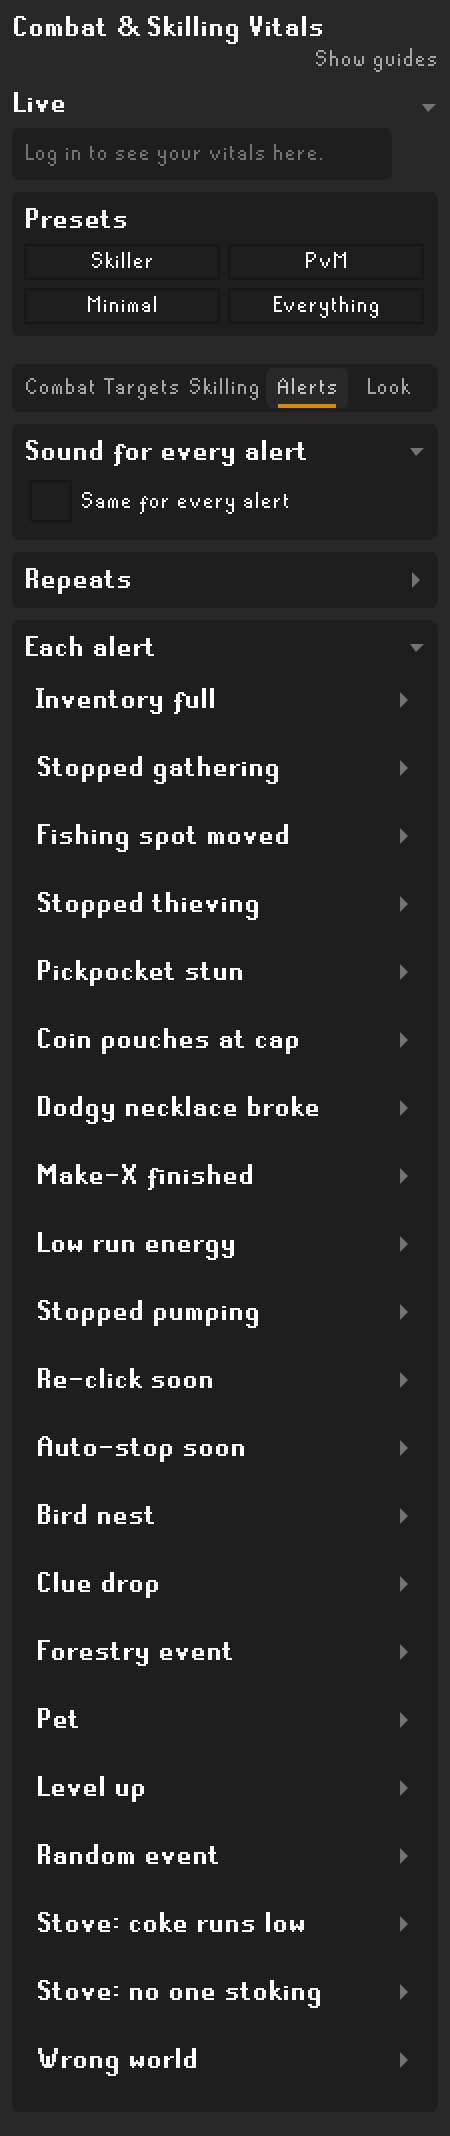 Combat & Skilling Vitals
Show guides
Live
Log in to see your vitals here.
Presets
Skiller PvM
Minimal Everything
Combat Targets Skilling Alerts Look
Sound for every alert
Same for every alert
Repeats
Each alert
Inventory full
Stopped gathering
Fishing spot moved
Stopped thieving
Pickpocket stun
Coin pouches at cap
Dodgy necklace broke
Make-X finished
Low run energy
Stopped pumping
Re-click soon
Auto-stop soon
Bird nest
Clue drop
Forestry event
Pet
Level up
Random event
Stove: coke runs low
Stove: no one stoking
Wrong world